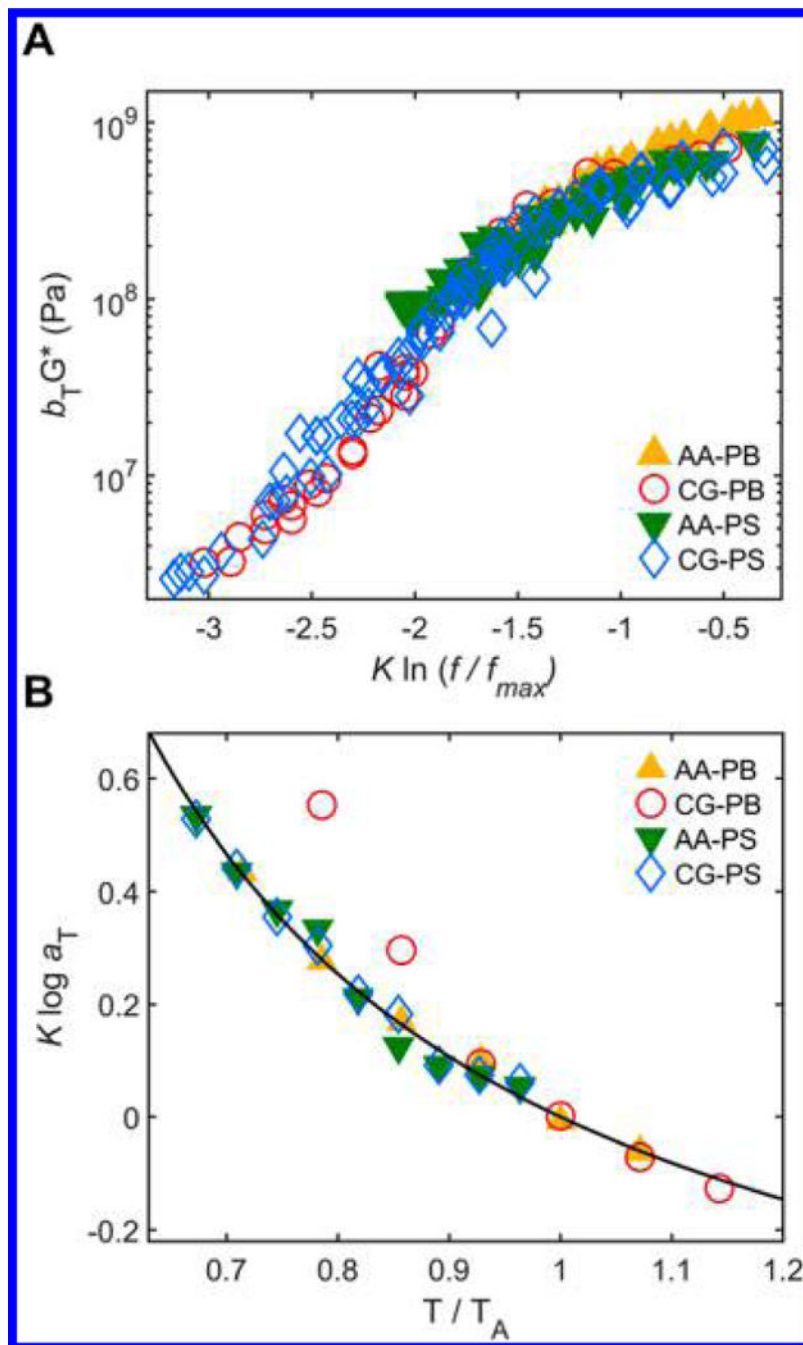 A
10^9
10^8
10^7
b_T G* (Pa)
AA-PB
CG-PB
AA-PS
CG-PS
-3 -2.5 -2 -1.5 -1 -0.5
K ln (f / f_max)
B
0.6
0.4
0.2
0
-0.2
K log a_T
AA-PB
CG-PB
AA-PS
CG-PS
0.7 0.8 0.9 1 1.1 1.2
T / T_A